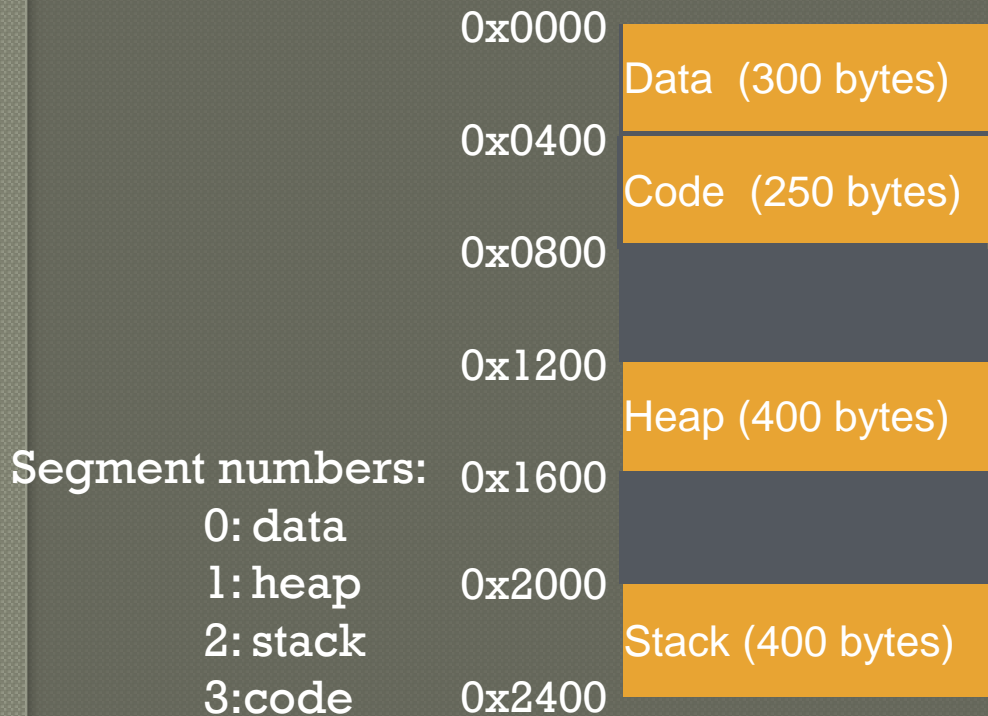 0x0000
Data (300 bytes)
0x0400
Code (250 bytes)
0x0800
0x1200
Heap (400 bytes)
0x1600
0x2000
Stack (400 bytes)
0x2400
Segment numbers:
0: data
1: heap
2: stack
3:code